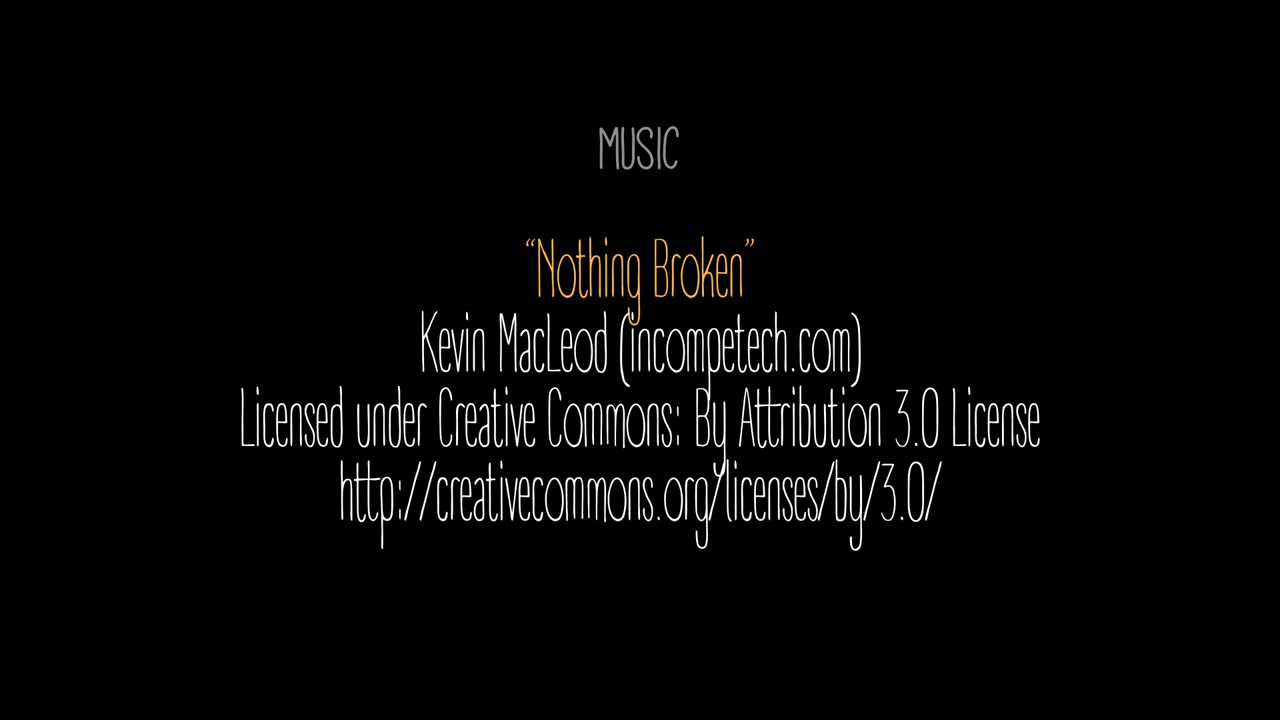 MUSIC
“Nothing Broken”
Kevin MacLeod (incompetech.com)
Licensed under Creative Commons: By Attribution 3.0 License
http://creativecommons.org/licenses/by/3.0/